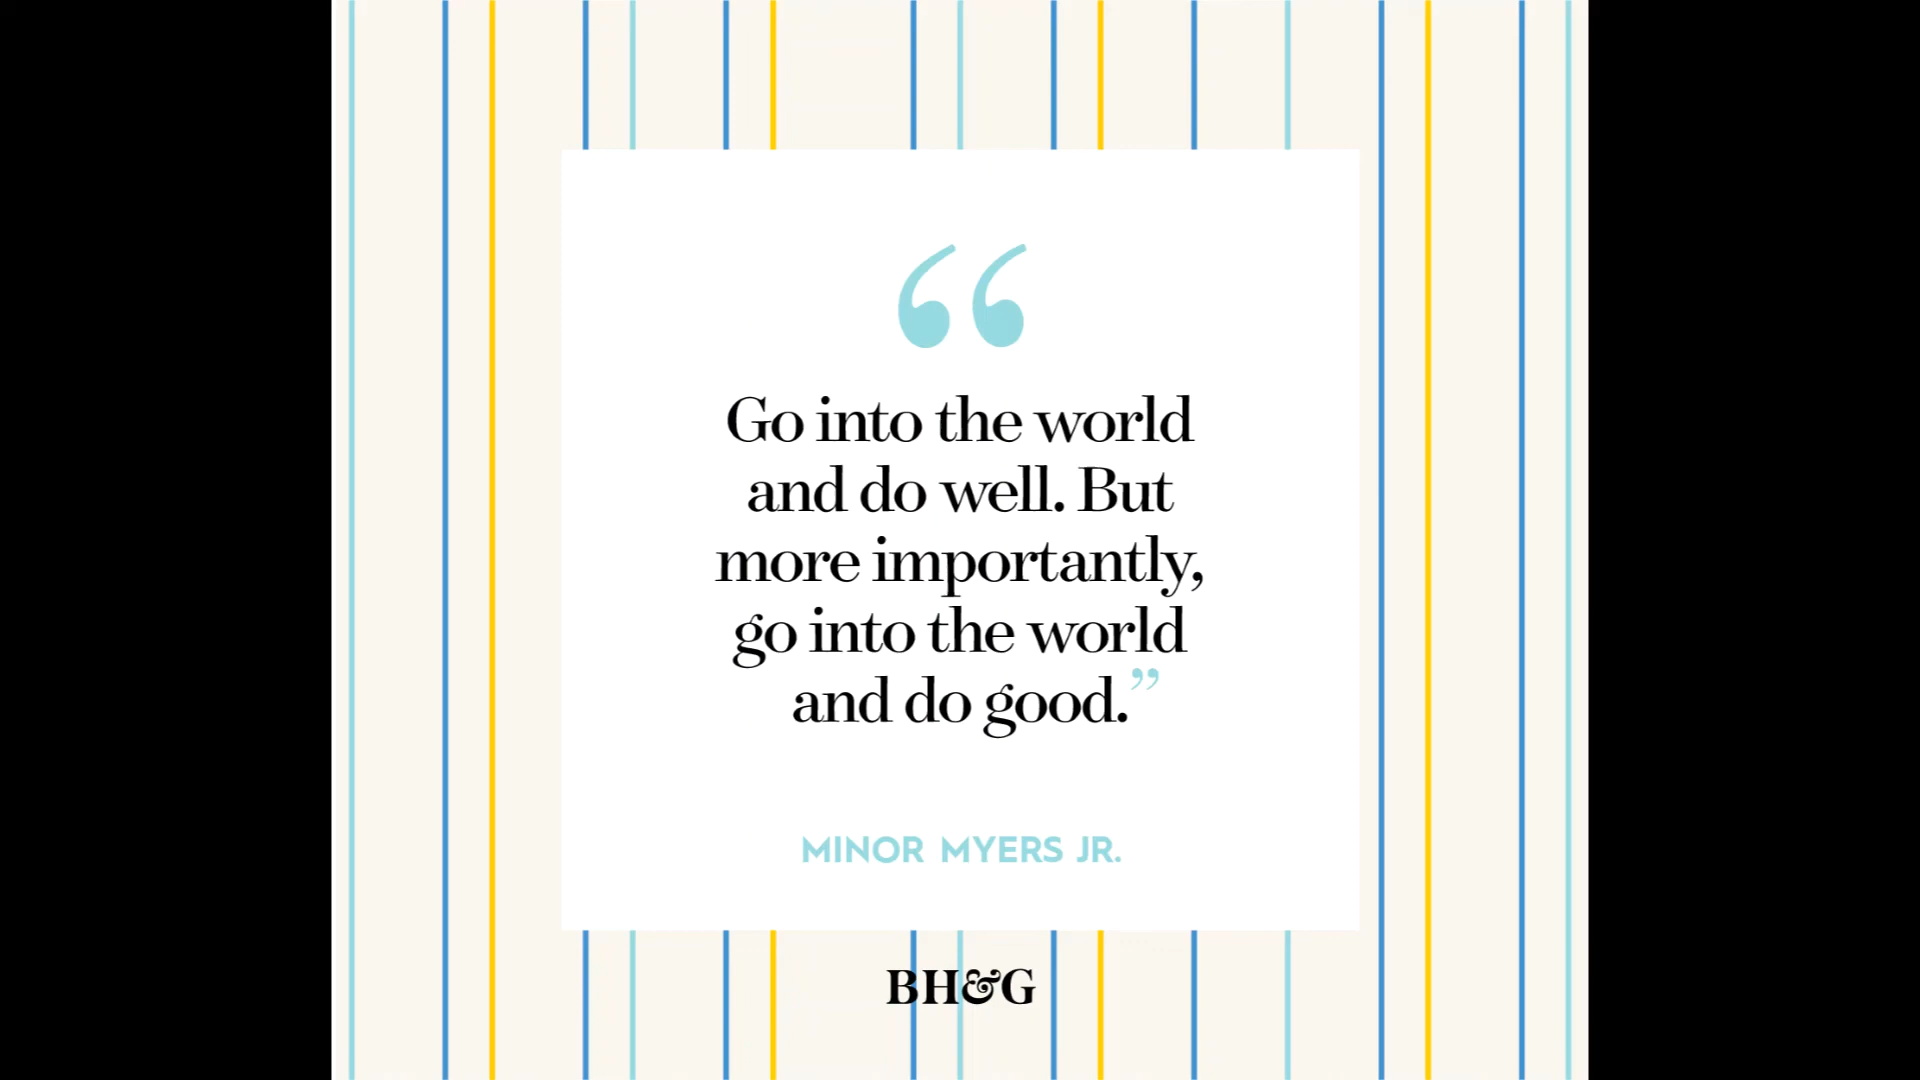 “
Go into the world
and do well. But
more importantly,
go into the world
and do good.”
MINOR MYERS JR.
BH&G